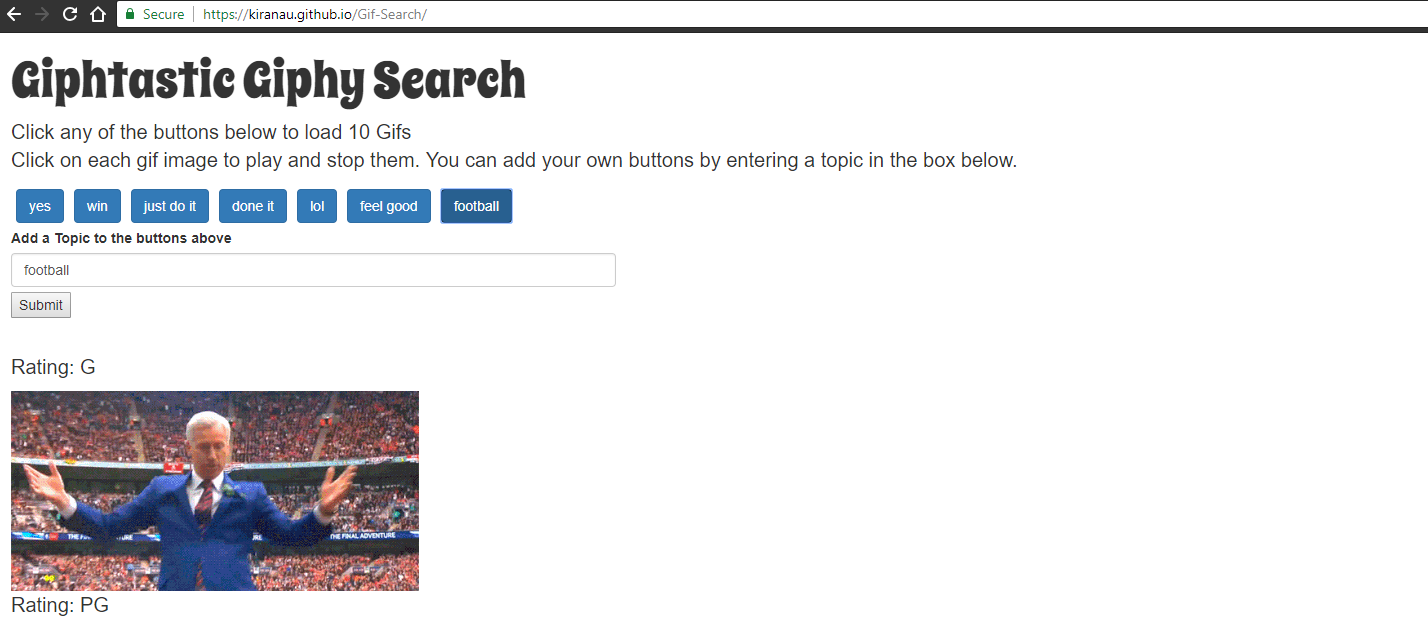 Secure https://kiranau.github.io/Gif-Search/
Giphtastic Giphy Search
Click any of the buttons below to load 10 Gifs
Click on each gif image to play and stop them. You can add your own buttons by entering a topic in the box below.
yes win just do it done it lol feel good football
Add a Topic to the buttons above
football
Submit
Rating: G
THE FINAL ADVENTURE
Rating: PG